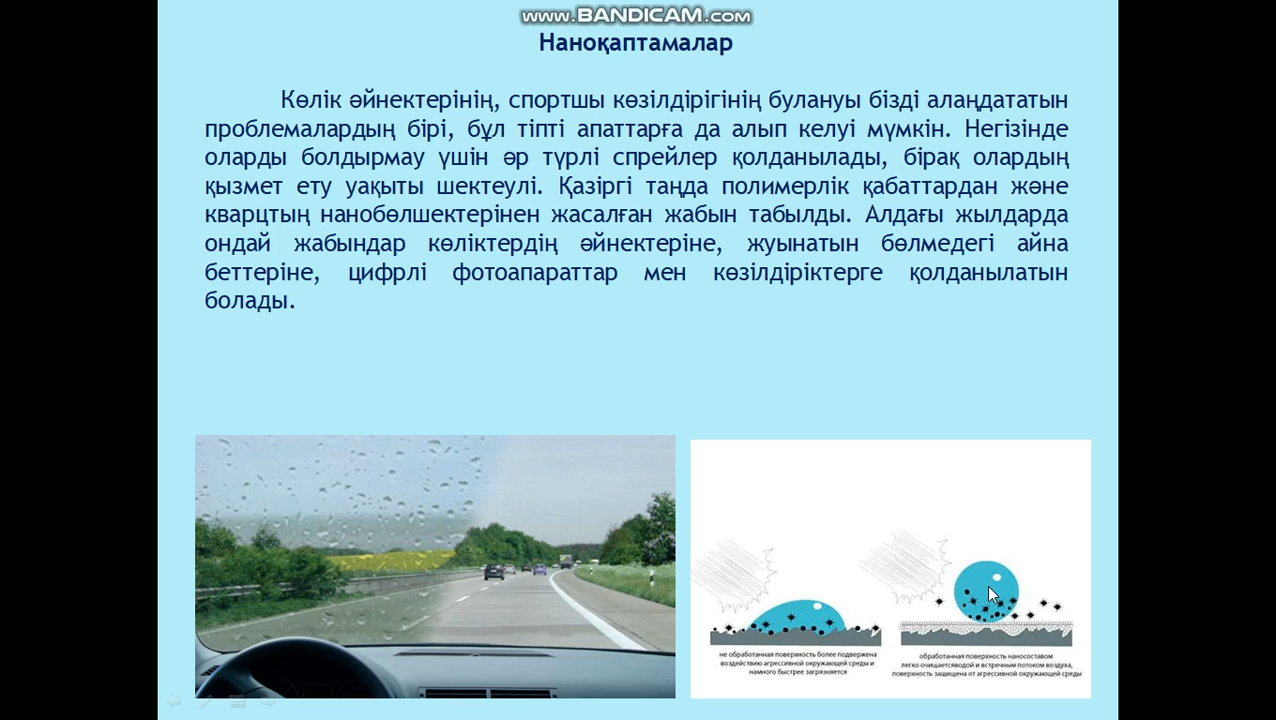 www.BANDICAM.com
Наноқаптамалар
Көлік әйнектерінің, спортшы көзілдірігінің булануы бізді алаңдататын
проблемалардың бірі, бұл тіпті апаттарға да алып келуі мүмкін. Негізінде
оларды болдырмау үшін әр түрлі спрейлер қолданылады, бірақ олардың
қызмет ету уақыты шектеулі. Қазіргі таңда полимерлік қабаттардан және
кварцтың нанобөлшектерінен жасалған жабын табылды. Алдағы жылдарда
ондай жабындар көліктердің әйнектеріне, жуынатын бөлмедегі айна
беттеріне, цифрлі фотоапараттар мен көзілдіріктерге қолданылатын
болады.
не обработанная поверхность более подвержена
воздействию агрессивной окружающей среды и
намного быстрее загрязняется
обработанная поверхность наносоставом
легко очищаетсяводой и встречным потоком воздуха,
поверхность защищена от агрессивной окружающей среды